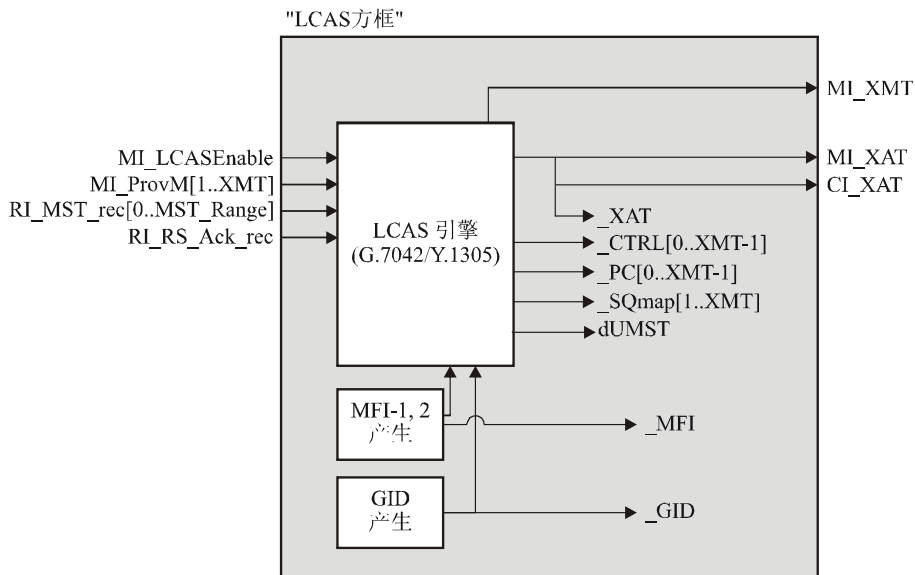 "LCAS方框"
MI_XMT
MI_LCASEnable
MI_ProvM[1..XMT]
RI_MST_rec[0..MST_Range]
RI_RS_Ack_rec
LCAS 引擎
(G.7042/Y.1305)
MI_XAT
CI_XAT
_XAT
_CTRL[0..XMT-1]
_PC[0..XMT-1]
_SQmap[1..XMT]
dUMST
MFI-1, 2
产生
_MFI
GID
产生
_GID